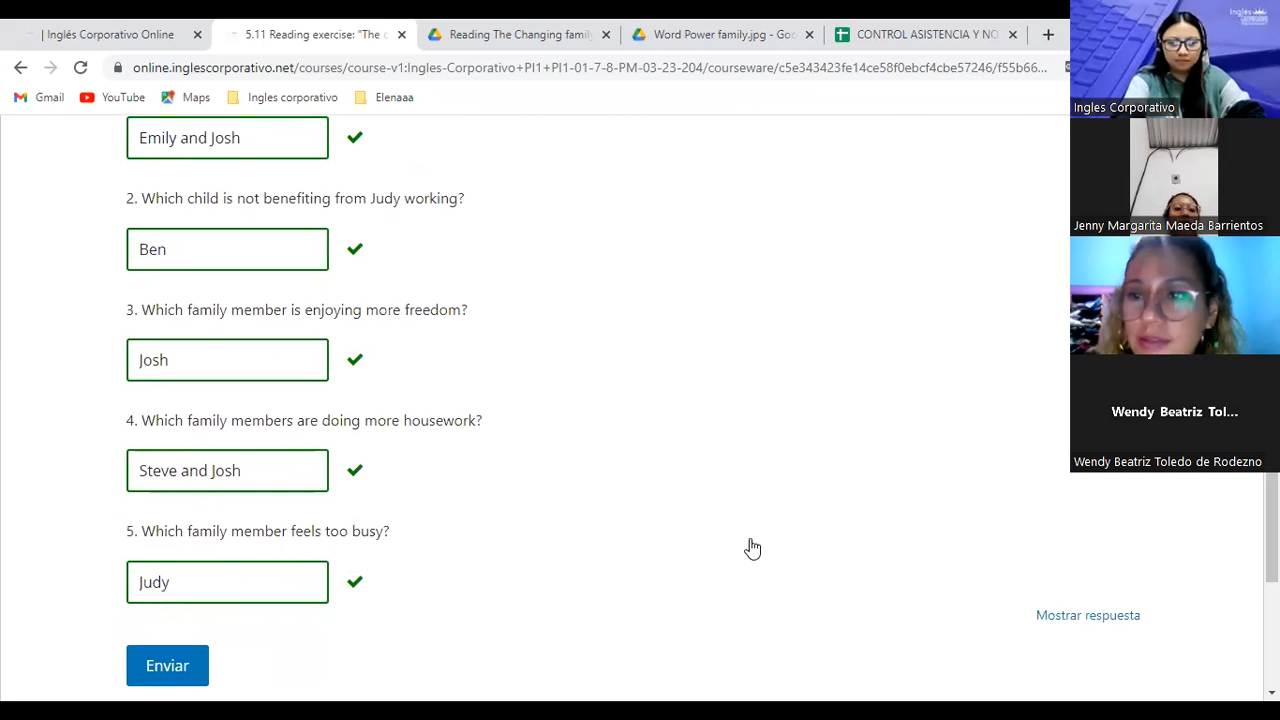 | Inglés Corporativo Online
5.11 Reading exercise: "The c
Reading The Changing famil
Word Power family.jpg - Goo
CONTROL ASISTENCIA Y NO
online.inglescorporativo.net/courses/course-v1:Ingles-Corporativo+PI1+PI1-01-7-8-PM-03-23-204/courseware/c5e343423fe14ce58f0ebcf4cbe57246/f55b66...
Gmail
YouTube
Maps
Ingles corporativo
Elenaaa
Emily and Josh
2. Which child is not benefiting from Judy working?
Ben
3. Which family member is enjoying more freedom?
Josh
4. Which family members are doing more housework?
Steve and Josh
5. Which family member feels too busy?
Judy
Mostrar respuesta
Enviar
Ingles Corporativo
Jenny Margarita Maeda Barrientos
Wendy Beatriz Tol...
Wendy Beatriz Toledo de Rodezno